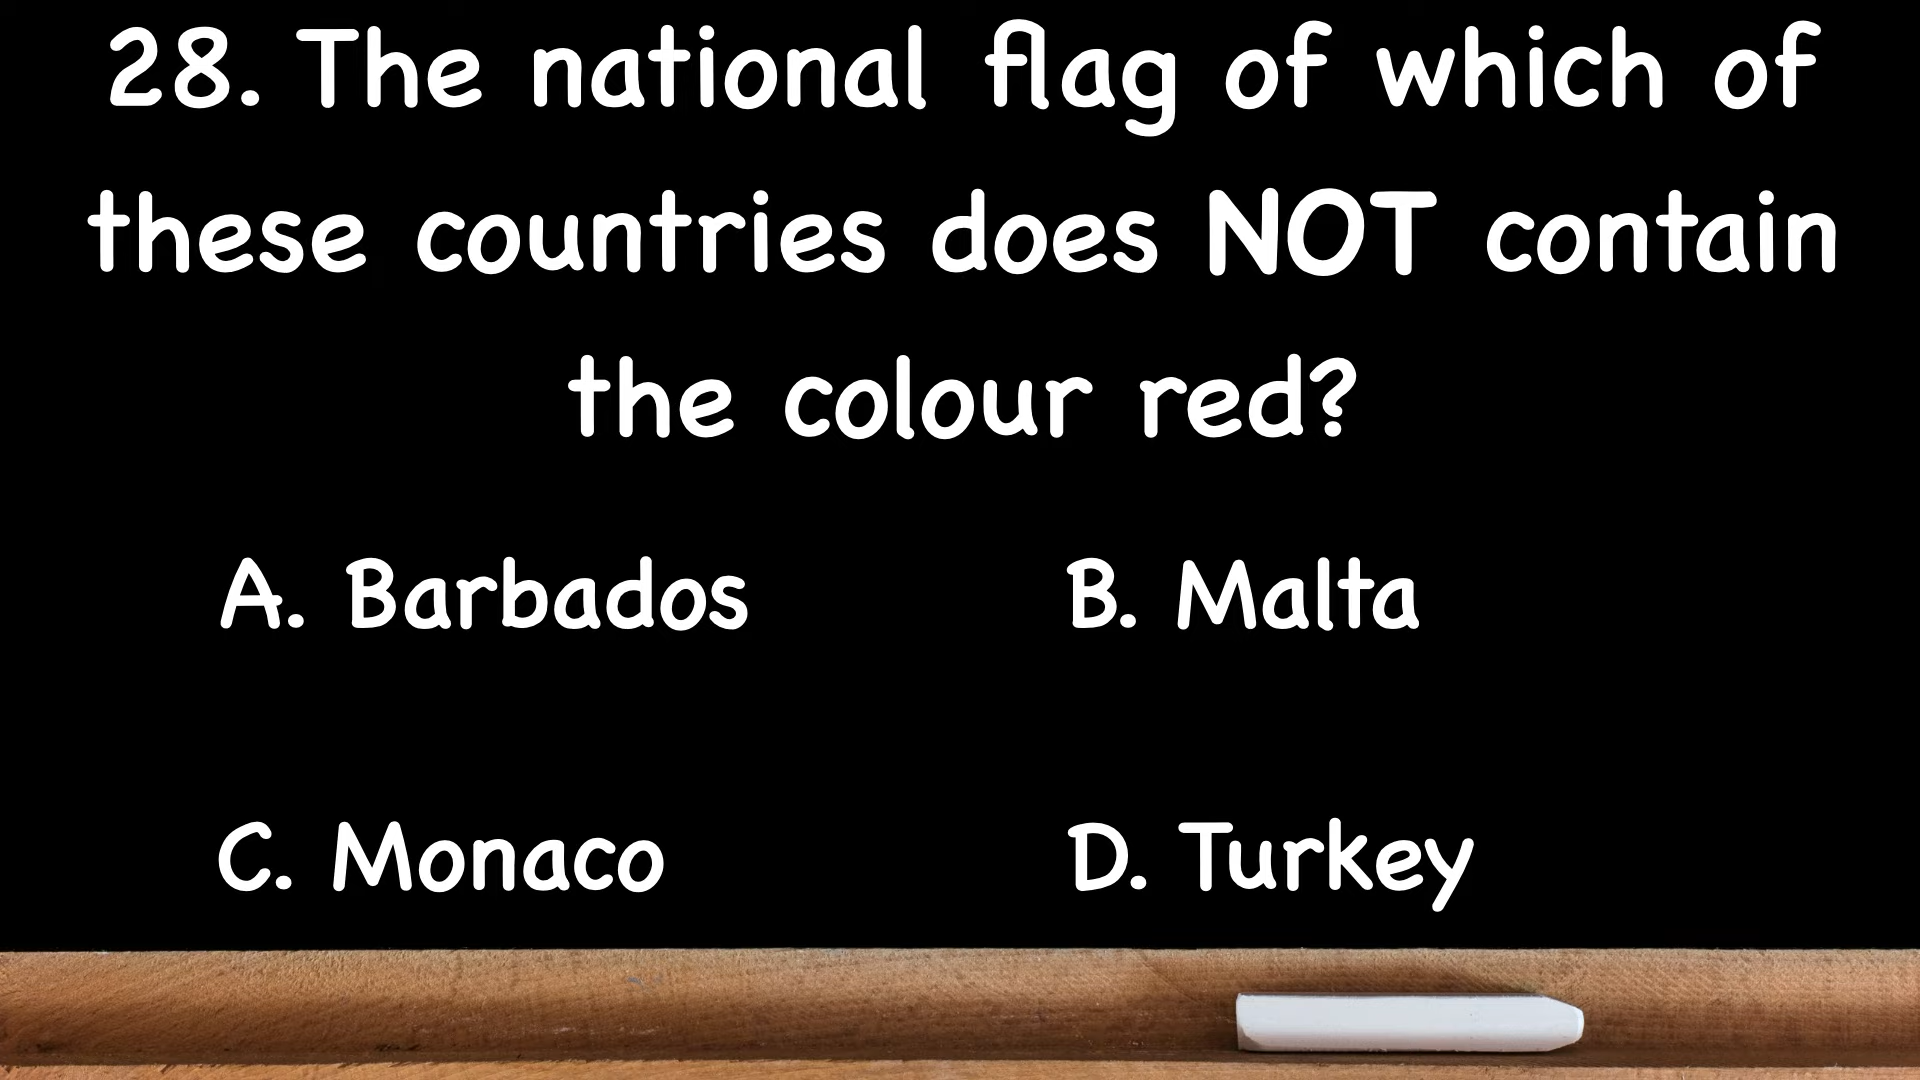 28. The national flag of which of
these countries does NOT contain
the colour red?
A. Barbados
B. Malta
C. Monaco
D. Turkey